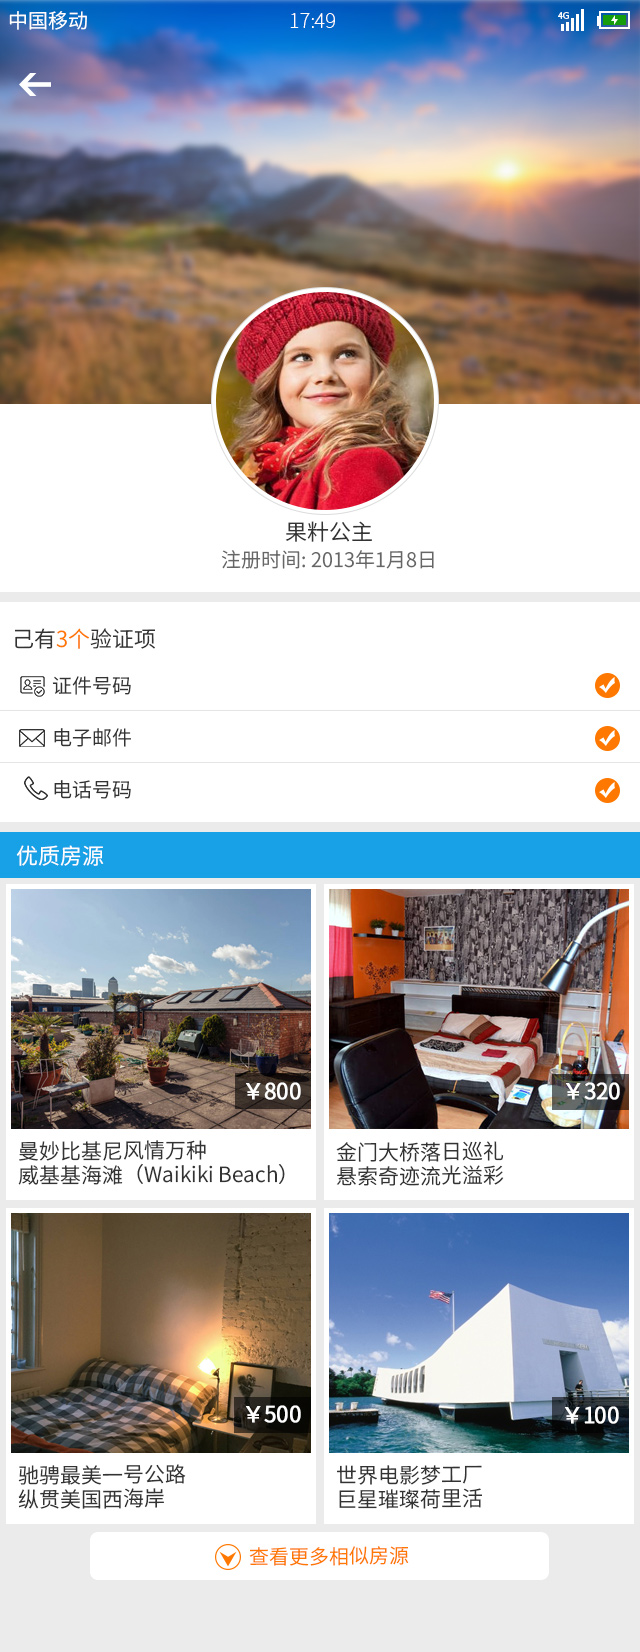 中国移动 17:49 4G
果籵公主
注册时间: 2013年1月8日
己有3个验证项
证件号码
电子邮件
电话号码
优质房源
¥800
¥320
曼妙比基尼风情万种
威基基海滩（Waikiki Beach）
金门大桥落日巡礼
悬索奇迹流光溢彩
¥500
¥100
驰骋最美一号公路
纵贯美国西海岸
世界电影梦工厂
巨星璀璨荷里活
查看更多相似房源